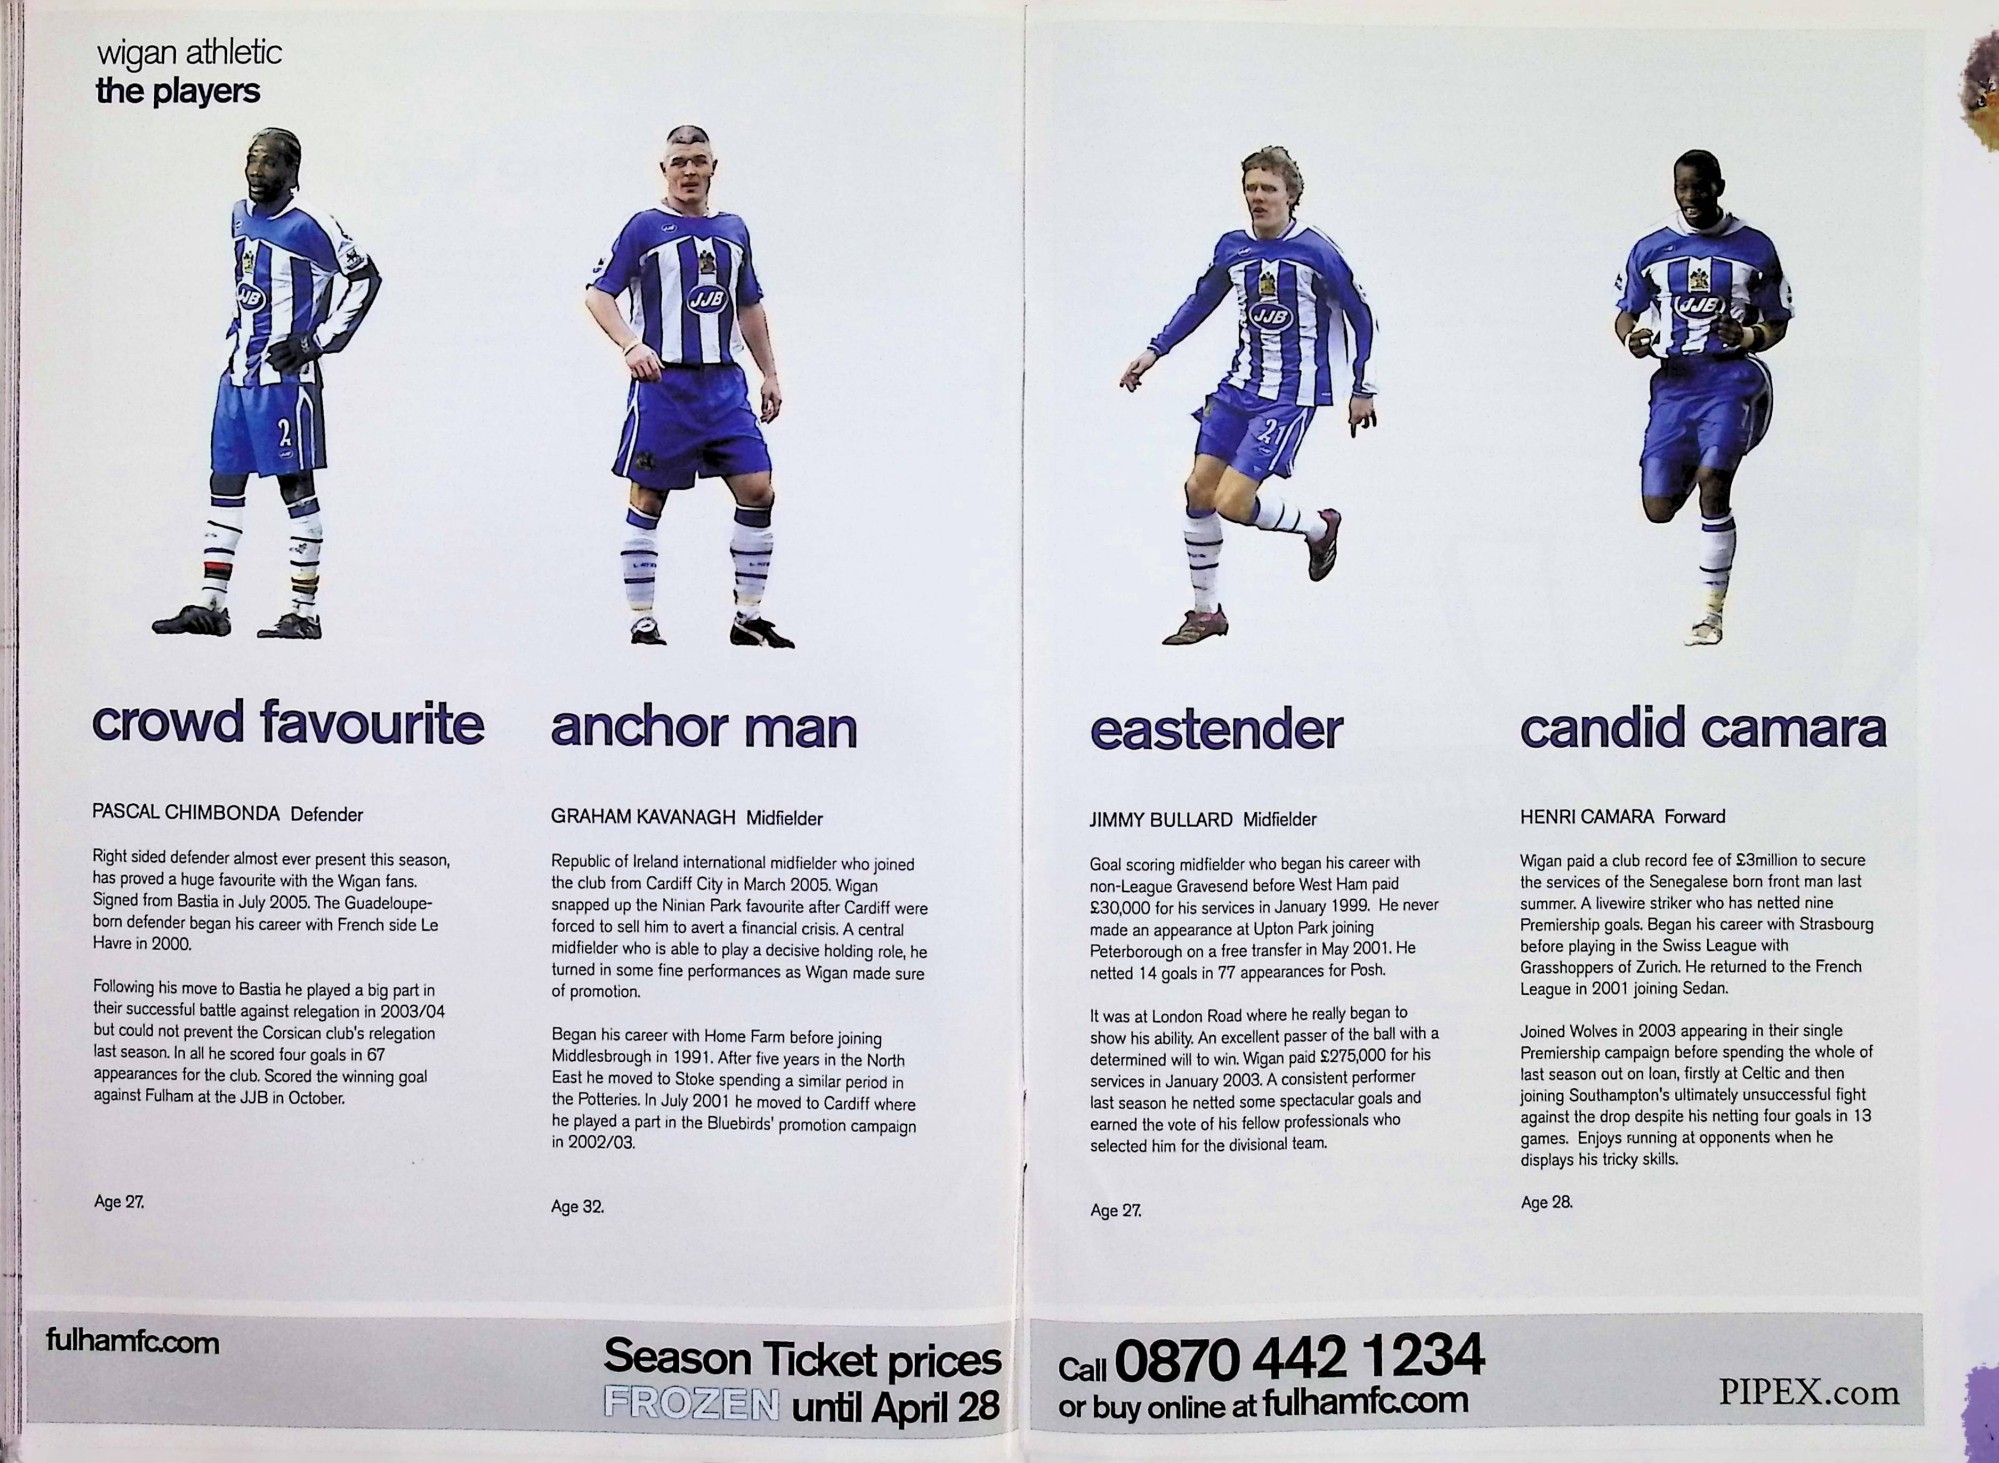 wigan athletic
the players
JJB
2
JJB
JJB
21
JJB
crowd favourite
PASCAL CHIMBONDA Defender
Right sided defender almost ever present this season,
has proved a huge favourite with the Wigan fans.
Signed from Bastia in July 2005. The Guadeloupe-
born defender began his career with French side Le
Havre in 2000.
Following his move to Bastia he played a big part in
their successful battle against relegation in 2003/04
but could not prevent the Corsican club's relegation
last season. In all he scored four goals in 67
appearances for the club. Scored the winning goal
against Fulham at the JJB in October.
Age 27.
anchor man
GRAHAM KAVANAGH Midfielder
Republic of Ireland international midfielder who joined
the club from Cardiff City in March 2005. Wigan
snapped up the Ninian Park favourite after Cardiff were
forced to sell him to avert a financial crisis. A central
midfielder who is able to play a decisive holding role, he
turned in some fine performances as Wigan made sure
of promotion.
Began his career with Home Farm before joining
Middlesbrough in 1991. After five years in the North
East he moved to Stoke spending a similar period in
the Potteries. In July 2001 he moved to Cardiff where
he played a part in the Bluebirds' promotion campaign
in 2002/03.
Age 32.
eastender
JIMMY BULLARD Midfielder
Goal scoring midfielder who began his career with
non-League Gravesend before West Ham paid
£30,000 for his services in January 1999. He never
made an appearance at Upton Park joining
Peterborough on a free transfer in May 2001. He
netted 14 goals in 77 appearances for Posh.
It was at London Road where he really began to
show his ability. An excellent passer of the ball with a
determined will to win. Wigan paid £275,000 for his
services in January 2003. A consistent performer
last season he netted some spectacular goals and
earned the vote of his fellow professionals who
selected him for the divisional team.
Age 27.
candid camara
HENRI CAMARA Forward
Wigan paid a club record fee of £3million to secure
the services of the Senegalese born front man last
summer. A livewire striker who has netted nine
Premiership goals. Began his career with Strasbourg
before playing in the Swiss League with
Grasshoppers of Zurich. He returned to the French
League in 2001 joining Sedan.
Joined Wolves in 2003 appearing in their single
Premiership campaign before spending the whole of
last season out on loan, firstly at Celtic and then
joining Southampton's ultimately unsuccessful fight
against the drop despite his netting four goals in 13
games. Enjoys running at opponents when he
displays his tricky skills.
Age 28.
fulhamfc.com
Season Ticket prices
FROZEN until April 28
Call 0870 442 1234
or buy online at fulhamfc.com
PIPEX.com